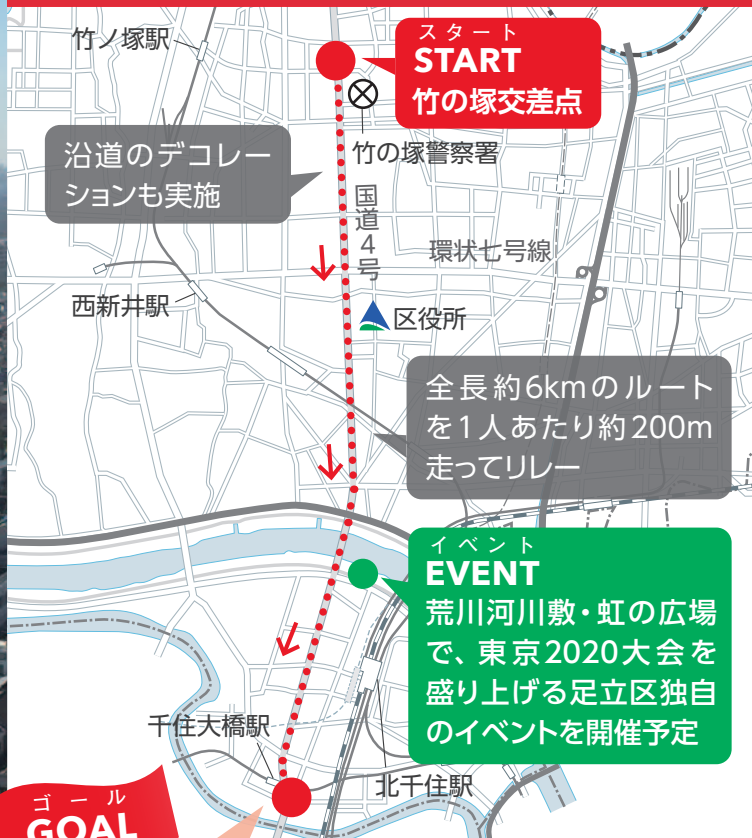 竹ノ塚駅
スタート
START
竹の塚交差点
竹の塚警察署
沿道のデコレー
ションも実施
国道4号
環状七号線
西新井駅
区役所
全長約6kmのルート
を1人あたり約200m
走ってリレー
イベント
EVENT
荒川河川敷・虹の広場
で、東京2020大会を
盛り上げる足立区独自
のイベントを開催予定
千住大橋駅
北千住駅
ゴール
GOAL